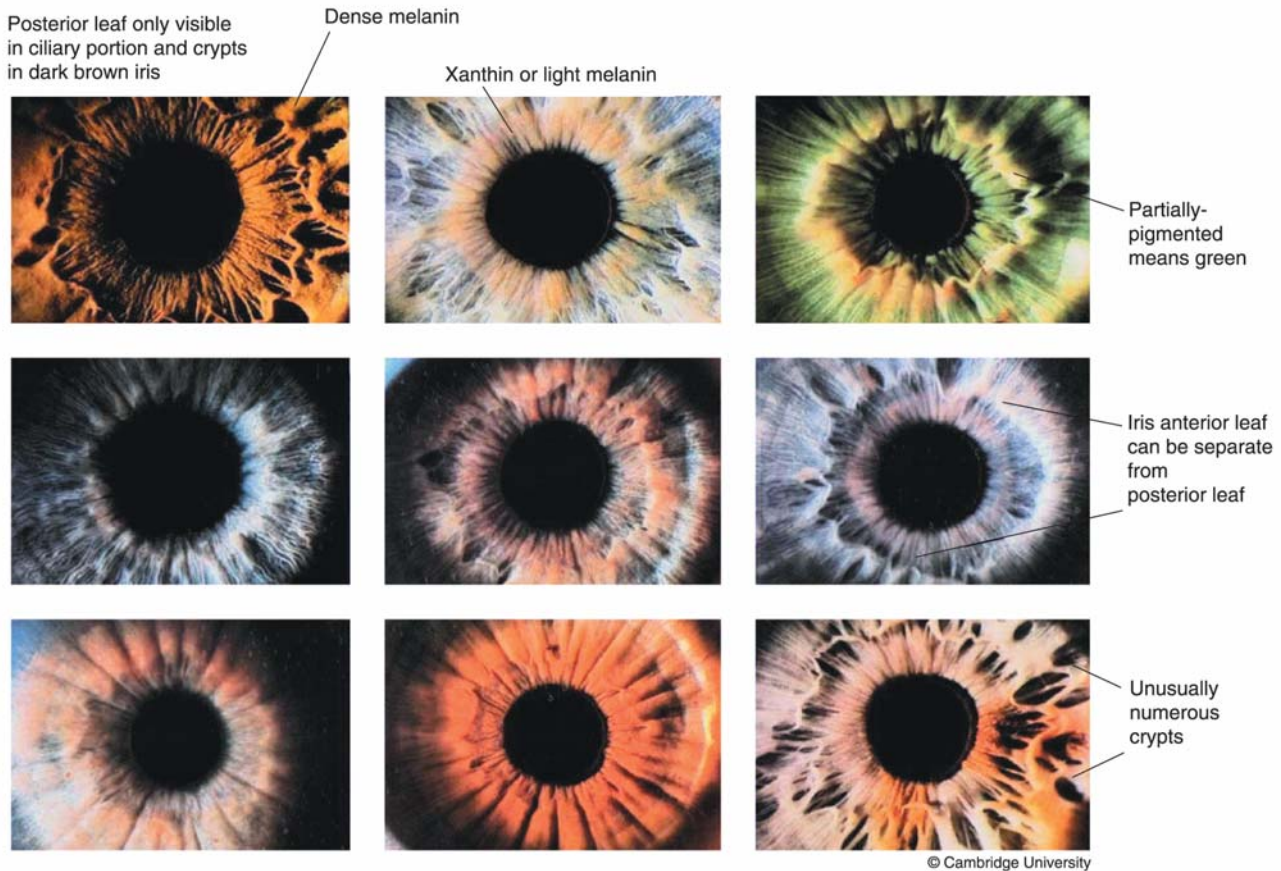 Posterior leaf only visible
in ciliary portion and crypts
in dark brown iris
Dense melanin
Xanthin or light melanin
Partially-
pigmented
means green
Iris anterior leaf
can be separate
from
posterior leaf
Unusually
numerous
crypts
© Cambridge University